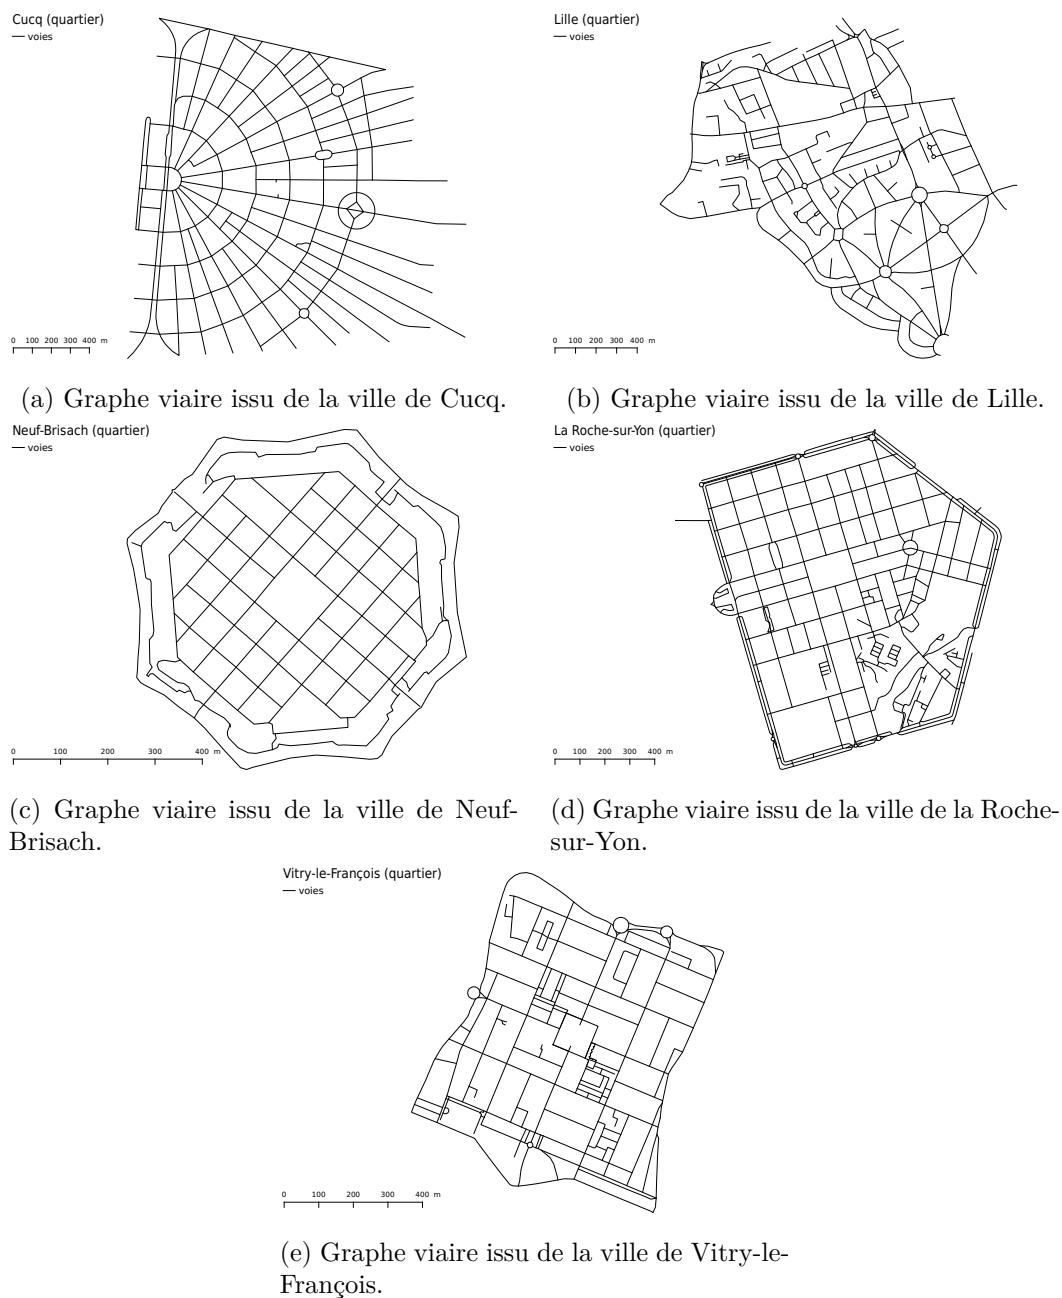 Cucq (quartier)
voies
0 100 200 300 400 m
Lille (quartier)
voies
0 100 200 300 400 m
(a) Graphe viaire issu de la ville de Cucq.
(b) Graphe viaire issu de la ville de Lille.
Neuf-Brisach (quartier)
voies
0 100 200 300 400 m
La Roche-sur-Yon (quartier)
voies
0 100 200 300 400 m
(c) Graphe viaire issu de la ville de Neuf-
Brisach.
(d) Graphe viaire issu de la ville de la Roche-
sur-Yon.
Vitry-le-François (quartier)
voies
0 100 200 300 400 m
(e) Graphe viaire issu de la ville de Vitry-le-
François.